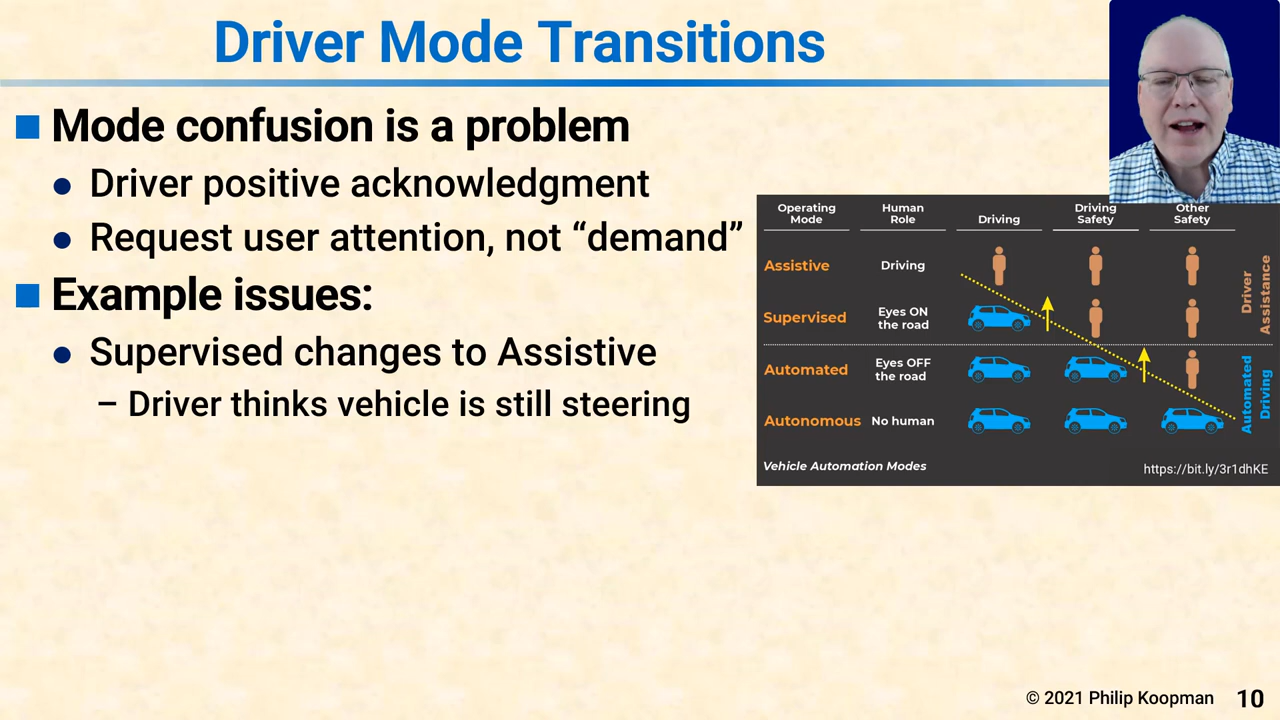 Driver Mode Transitions
Mode confusion is a problem
Driver positive acknowledgment
Request user attention, not “demand”
Example issues:
Supervised changes to Assistive
– Driver thinks vehicle is still steering
Operating Mode
Human Role
Driving
Driving Safety
Other Safety
Assistive
Driving
Supervised
Eyes ON the road
Automated
Eyes OFF the road
Autonomous
No human
Driver Assistance
Automated Driving
Vehicle Automation Modes
https://bit.ly/3r1dhKE
© 2021 Philip Koopman 10